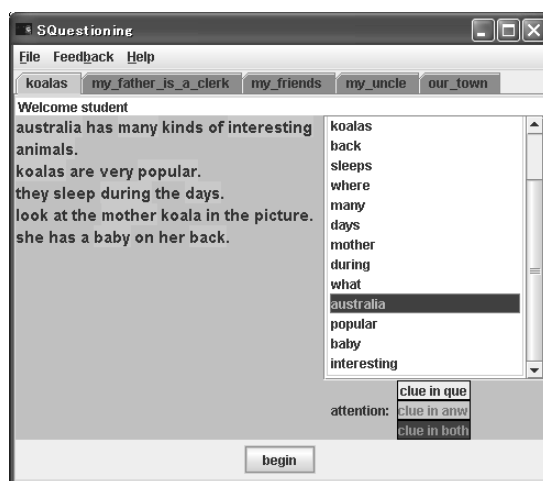 SQuestioning
File Feedback Help
koalas my_father_is_a_clerk my_friends my_uncle our_town
Welcome student
australia has many kinds of interesting
animals.
koalas are very popular.
they sleep during the days.
look at the mother koala in the picture.
she has a baby on her back.
koalas
back
sleeps
where
many
days
mother
during
what
australia
popular
baby
interesting
attention:
clue in que
clue in anw
clue in both
begin